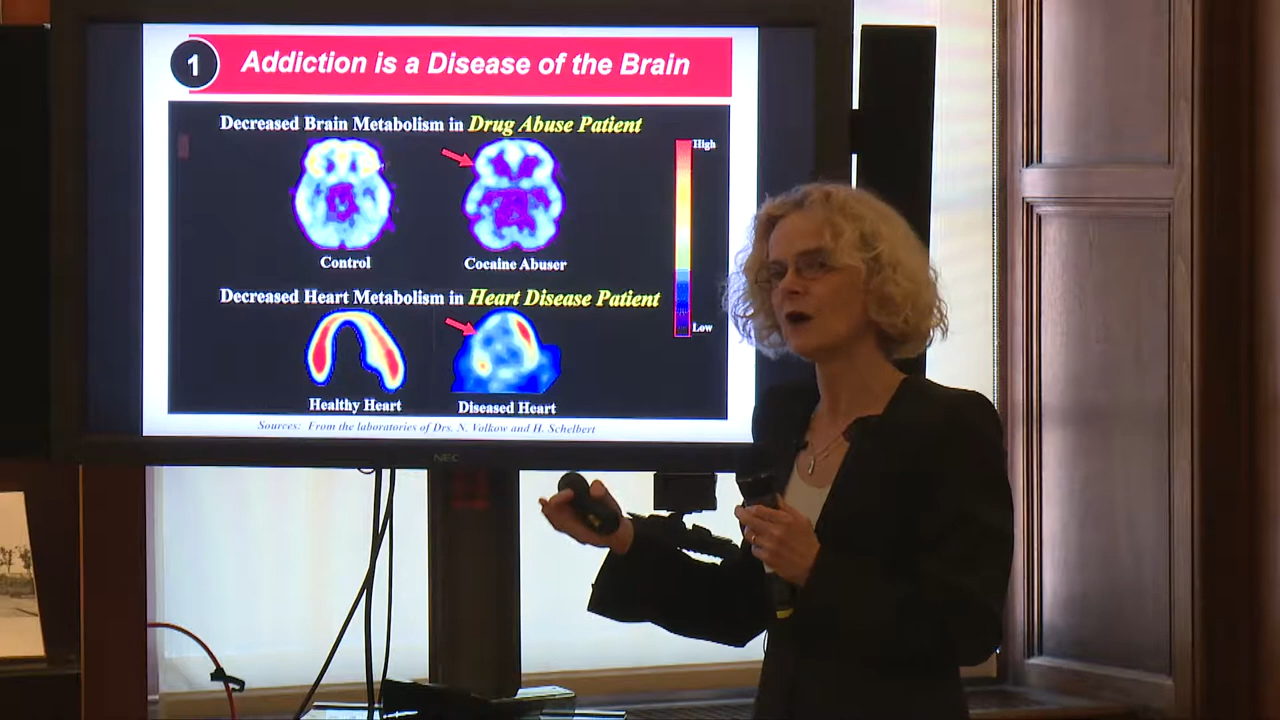 1
Addiction is a Disease of the Brain
Decreased Brain Metabolism in Drug Abuse Patient
High
Control
Cocaine Abuser
Decreased Heart Metabolism in Heart Disease Patient
Low
Healthy Heart
Diseased Heart
Sources: From the laboratories of Drs. N. Volkow and H. Schelbert
NEC